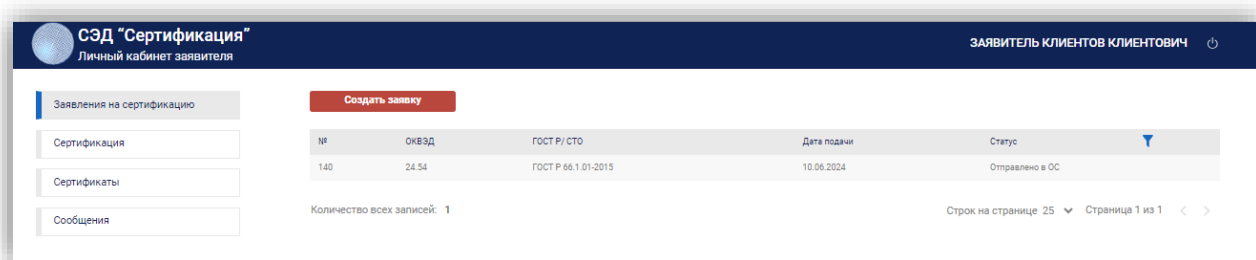 СЭД “Сертификация”
Личный кабинет заявителя
ЗАЯВИТЕЛЬ КЛИЕНТОВ КЛИЕНТОВИЧ
Заявления на сертификацию
Сертификация
Сертификаты
Сообщения
Создать заявку
№ ОКВЭД ГОСТ Р/ СТО Дата подачи Статус
140 24.54 ГОСТ Р 66.1.01-2015 10.06.2024 Отправлено в ОС
Количество всех записей: 1 Строк на странице 25 Страница 1 из 1